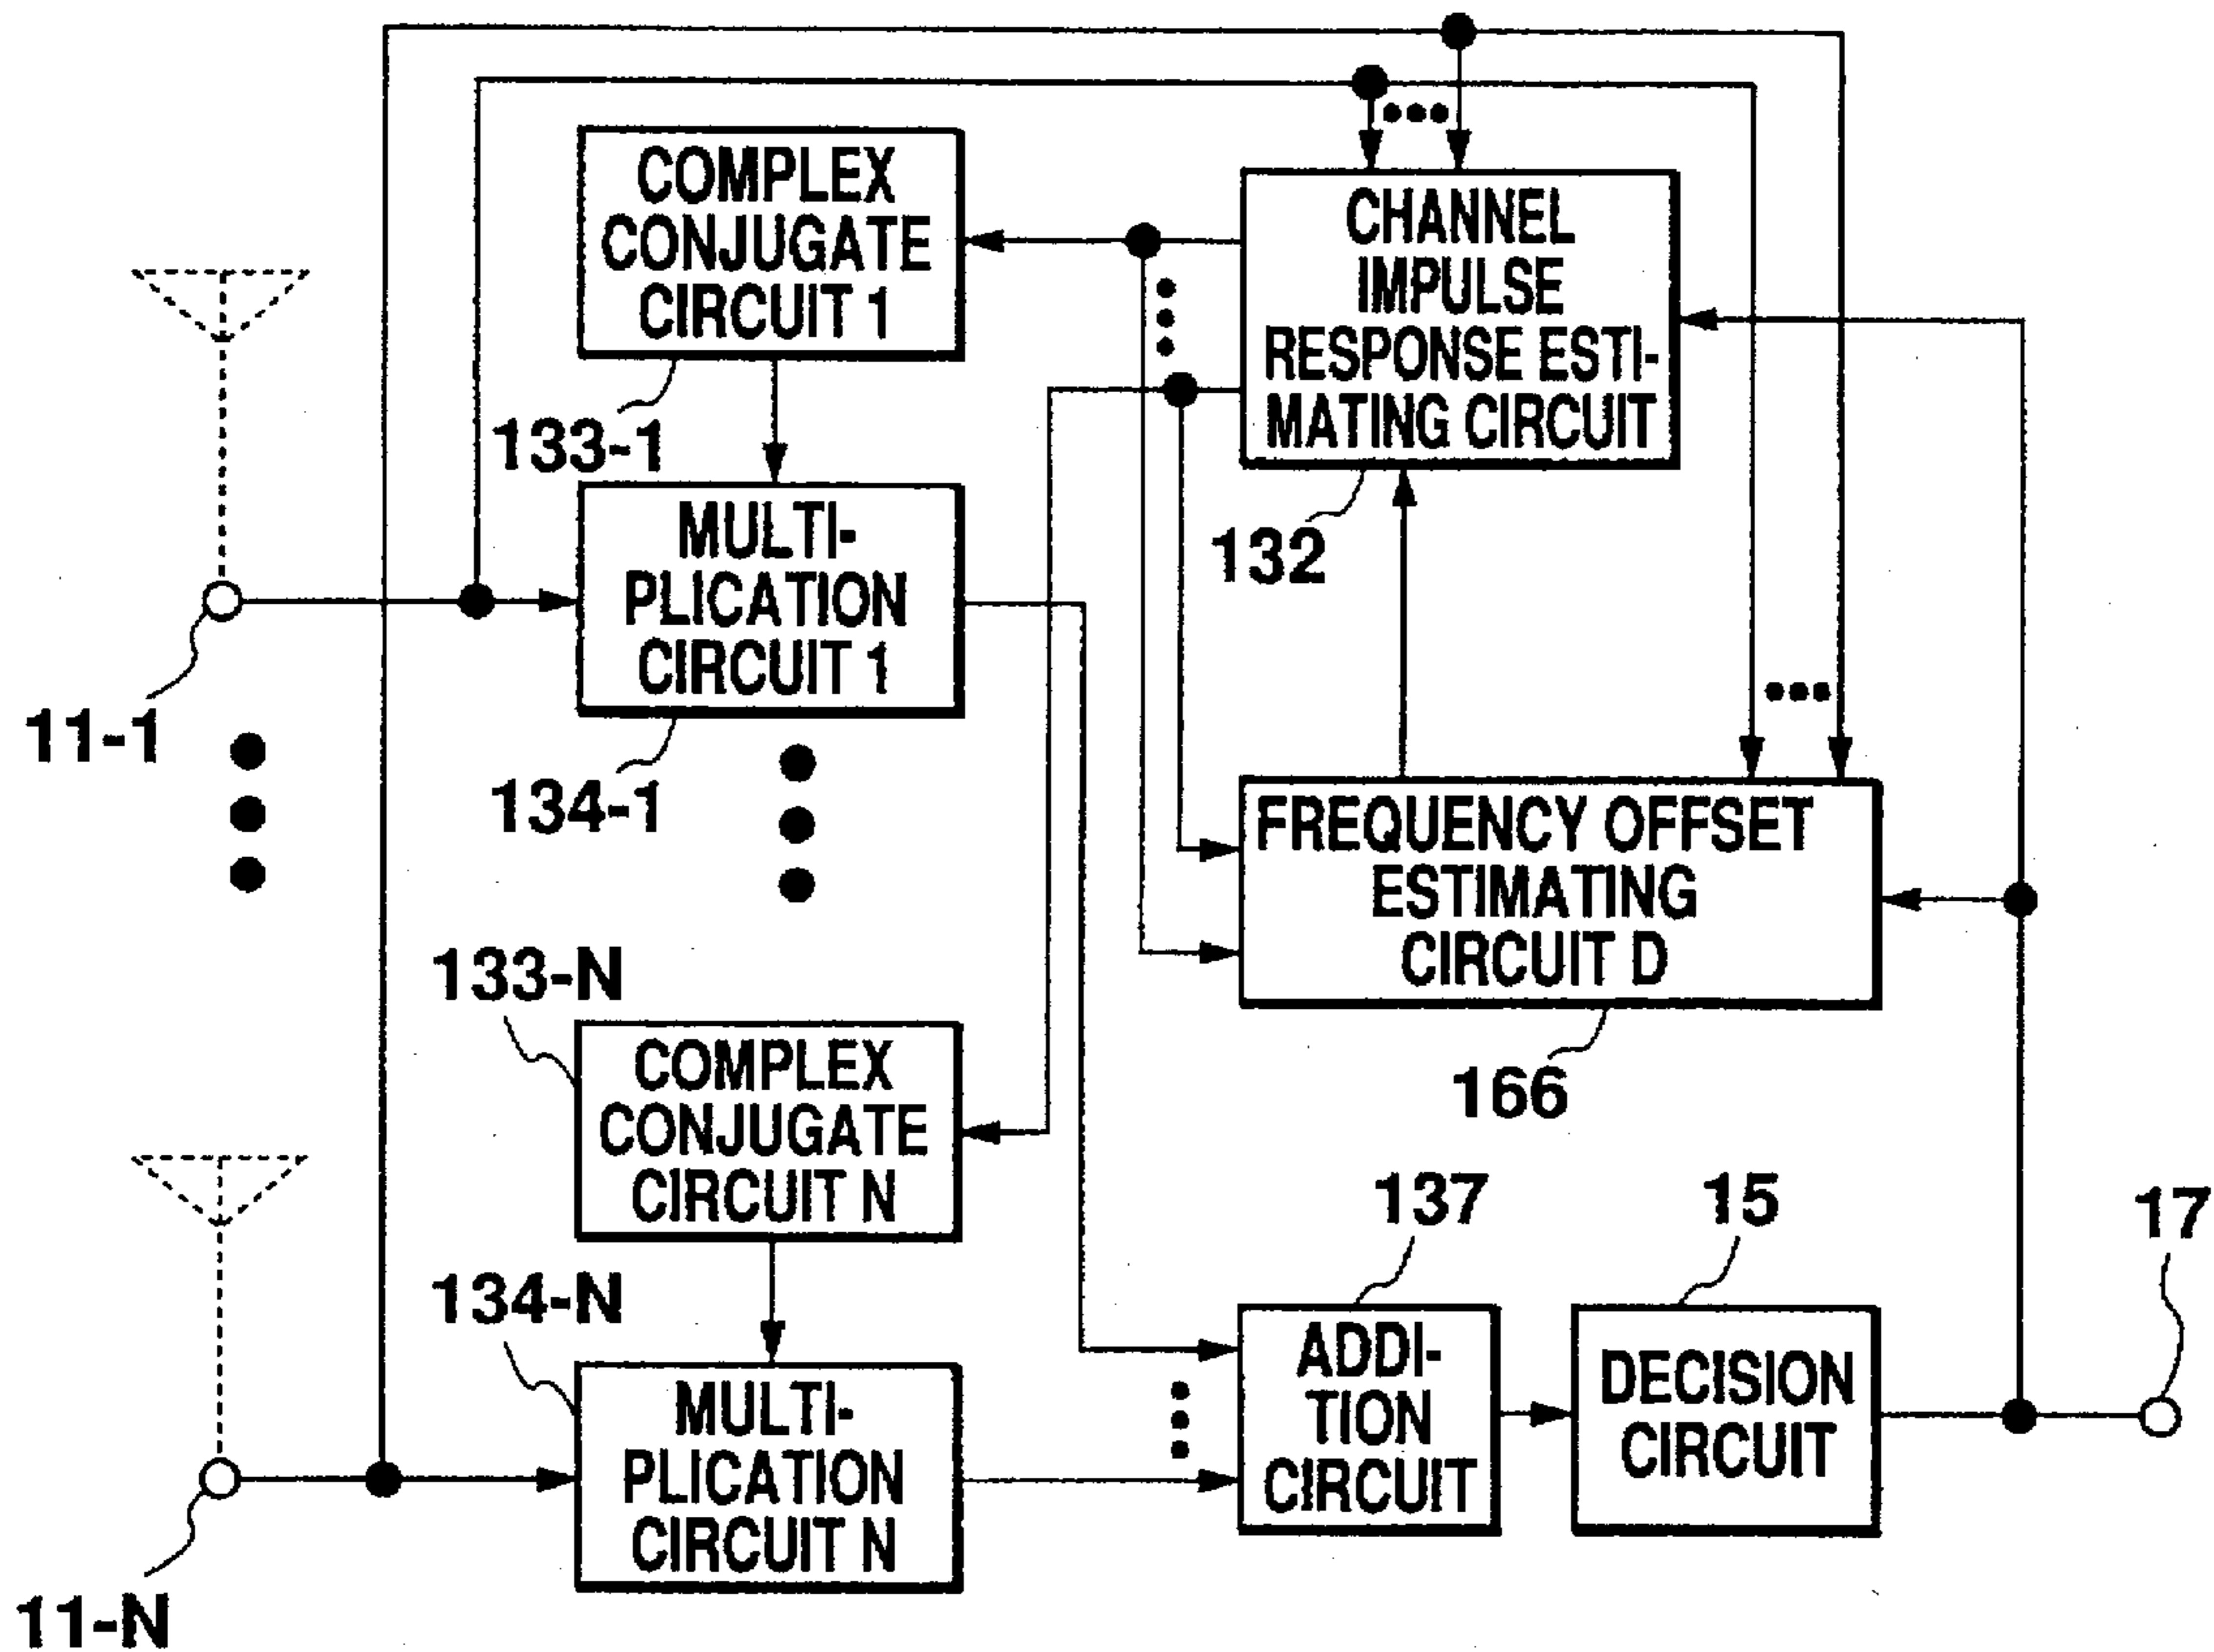 COMPLEX
CONJUGATE
CIRCUIT 1
133-1
CHANNEL
IMPULSE
RESPONSE ESTI-
MATING CIRCUIT
132
11-1
MULTI-
PLICATION
CIRCUIT 1
134-1
FREQUENCY OFFSET
ESTIMATING
CIRCUIT D
166
133-N
COMPLEX
CONJUGATE
CIRCUIT N
134-N
MULTI-
PLICATION
CIRCUIT N
11-N
137
ADDI-
TION
CIRCUIT
15
DECISION
CIRCUIT
17